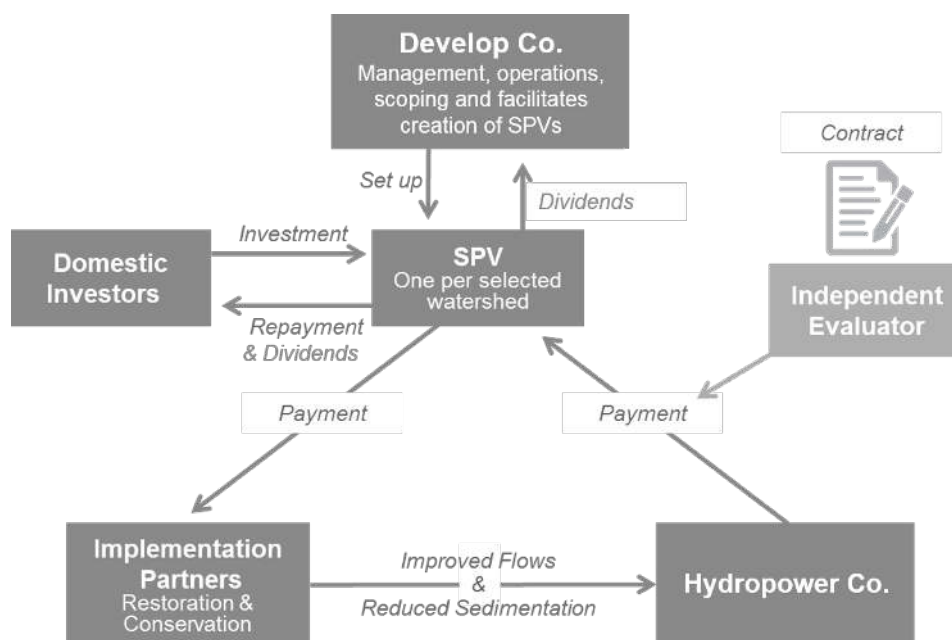 Develop Co.
Management, operations,
scoping and facilitates
creation of SPVs
Contract
Set up
Dividends
Investment
Domestic
Investors
SPV
One per selected
watershed
Independent
Evaluator
Repayment
& Dividends
Payment
Payment
Implementation
Partners
Restoration &
Conservation
Improved Flows
&
Reduced Sedimentation
Hydropower Co.